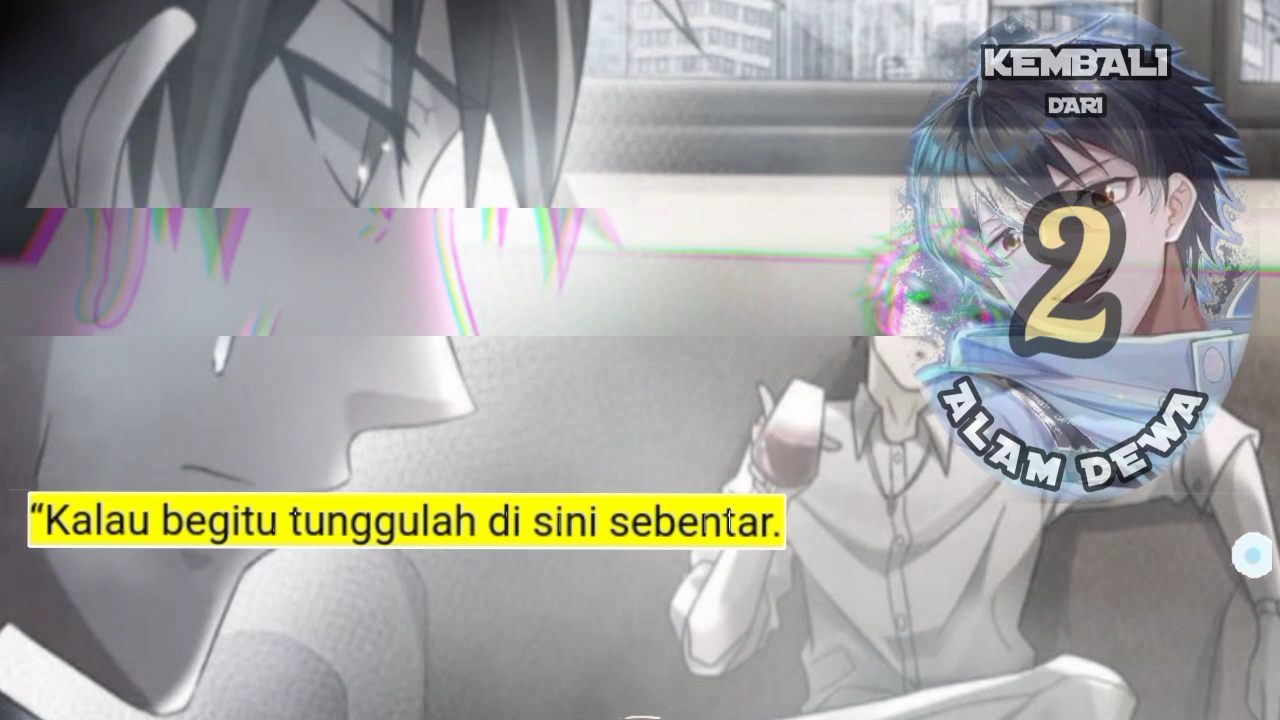 KEMBALI
DARI
2
ALAM DEWA
“Kalau begitu tunggulah di sini sebentar.